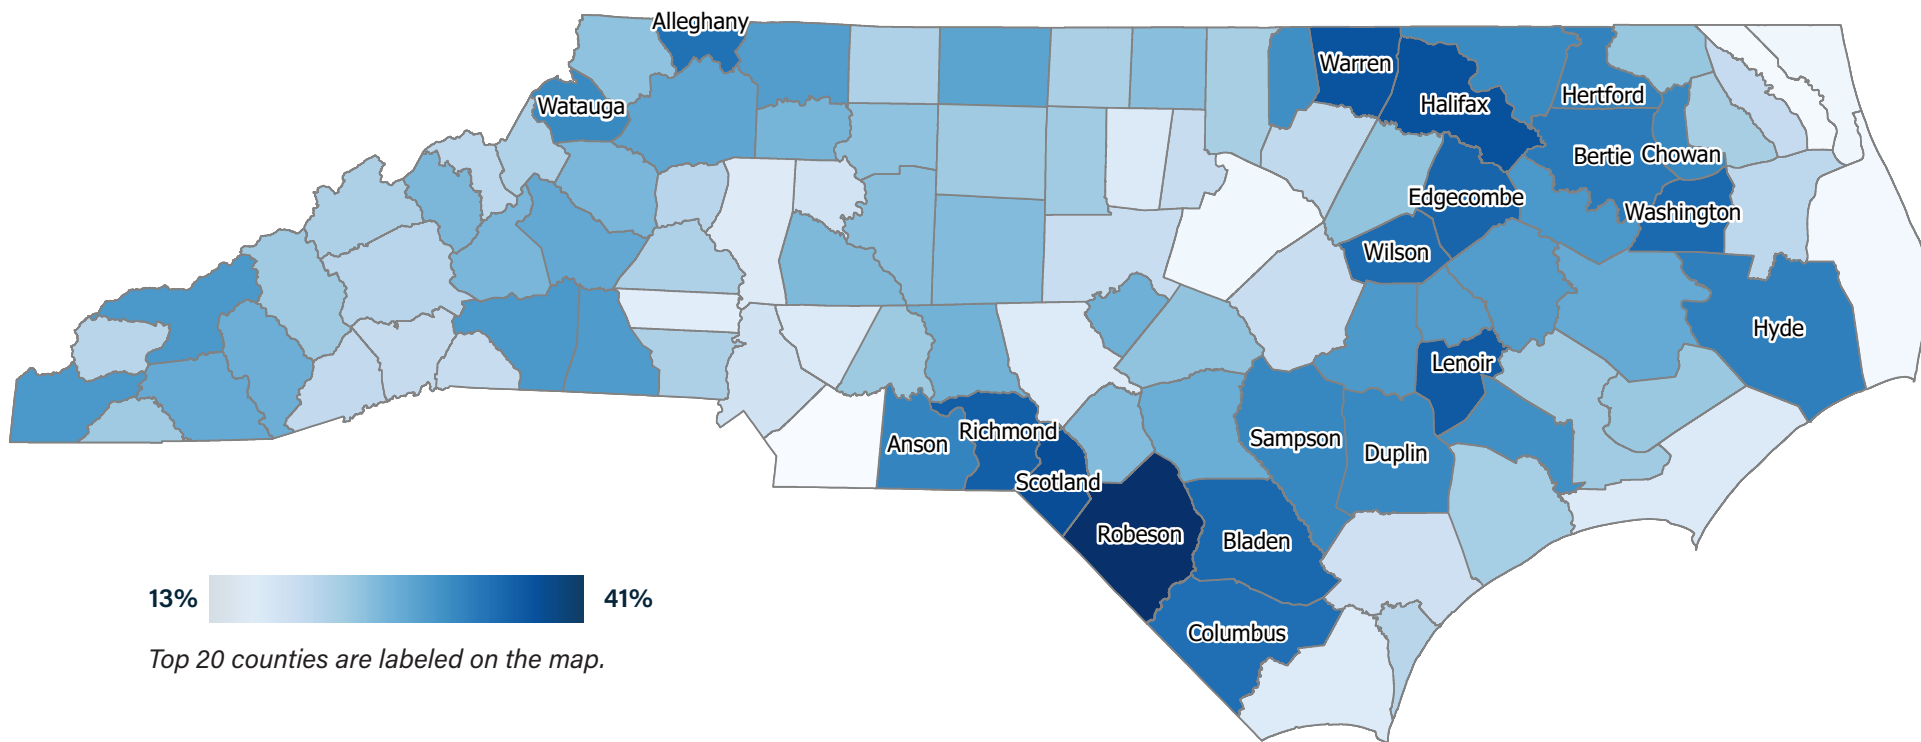 Alleghany
Warren
Watauga
Hertford
Halifax
Bertie
Chowan
Edgecombe
Washington
Wilson
Hyde
Lenoir
Richmond
Sampson
Anson
Duplin
Scotland
Robeson
Bladen
13%
41%
Columbus
Top 20 counties are labeled on the map.